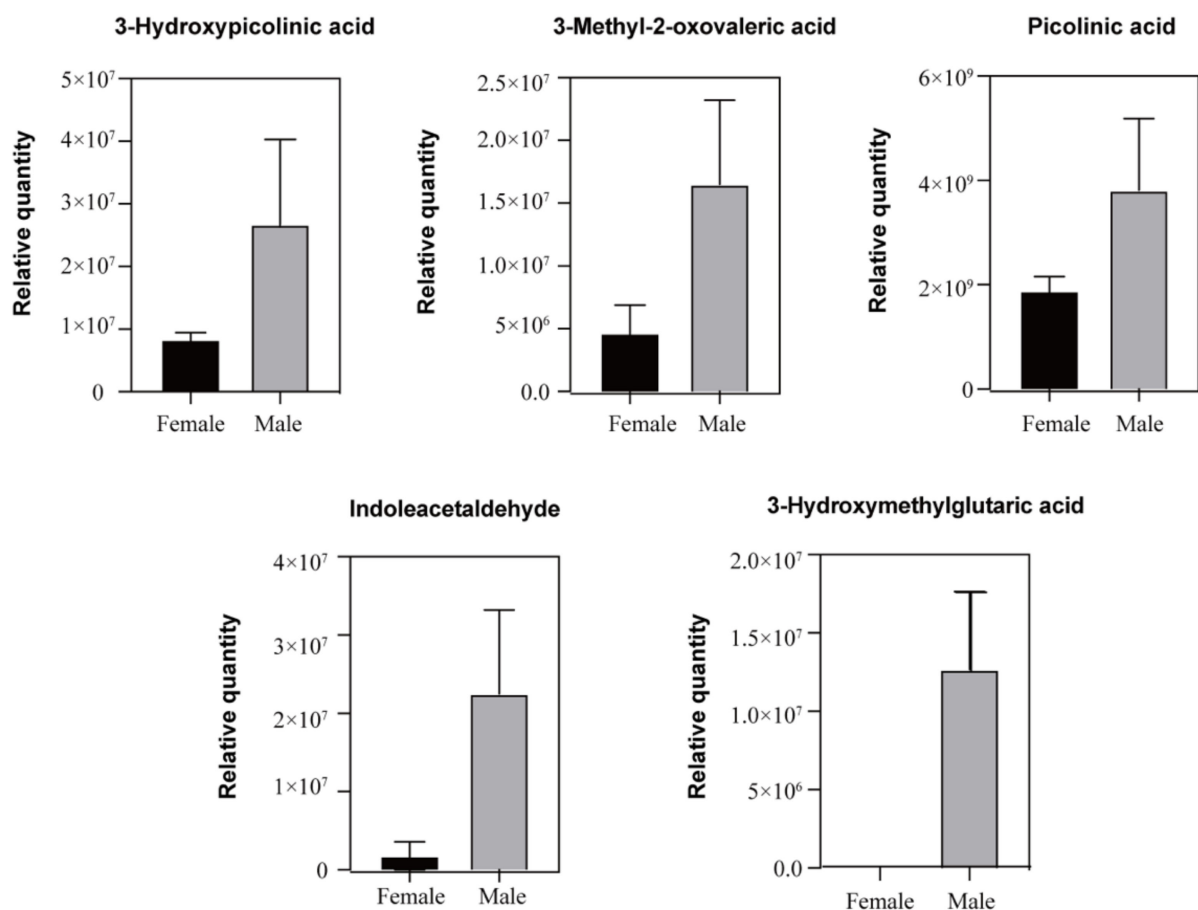 3-Hydroxypicolinic acid
Relative quantity
5×10⁷
4×10⁷
3×10⁷
2×10⁷
1×10⁷
0
Female
Male
3-Methyl-2-oxovaleric acid
Relative quantity
2.5×10⁷
2.0×10⁷
1.5×10⁷
1.0×10⁷
5×10⁶
0.0
Female
Male
Picolinic acid
Relative quantity
6×10⁹
4×10⁹
2×10⁹
0
Female
Male
Indoleacetaldehyde
Relative quantity
4×10⁷
3×10⁷
2×10⁷
1×10⁷
0
Female
Male
3-Hydroxymethylglutaric acid
Relative quantity
2.0×10⁷
1.5×10⁷
1.0×10⁷
5×10⁶
0.0
Female
Male